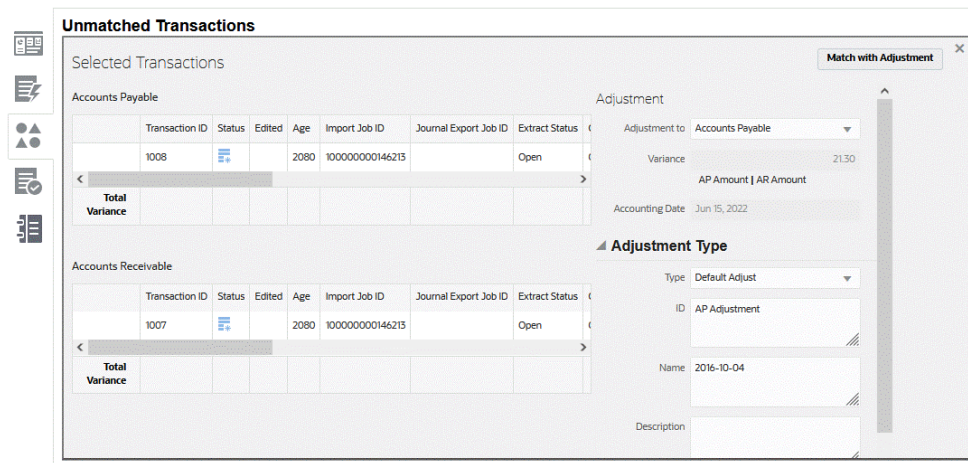 Unmatched Transactions
Selected Transactions
Match with Adjustment
Accounts Payable
Transaction ID Status Edited Age Import Job ID Journal Export Job ID Extract Status
1008 2080 100000000146213 Open
Total
Variance
Accounts Receivable
Transaction ID Status Edited Age Import Job ID Journal Export Job ID Extract Status
1007 2080 100000000146213 Open
Total
Variance
Adjustment
Adjustment to Accounts Payable
Variance 21.30
AP Amount | AR Amount
Accounting Date Jun 15, 2022
Adjustment Type
Type Default Adjust
ID AP Adjustment
Name 2016-10-04
Description